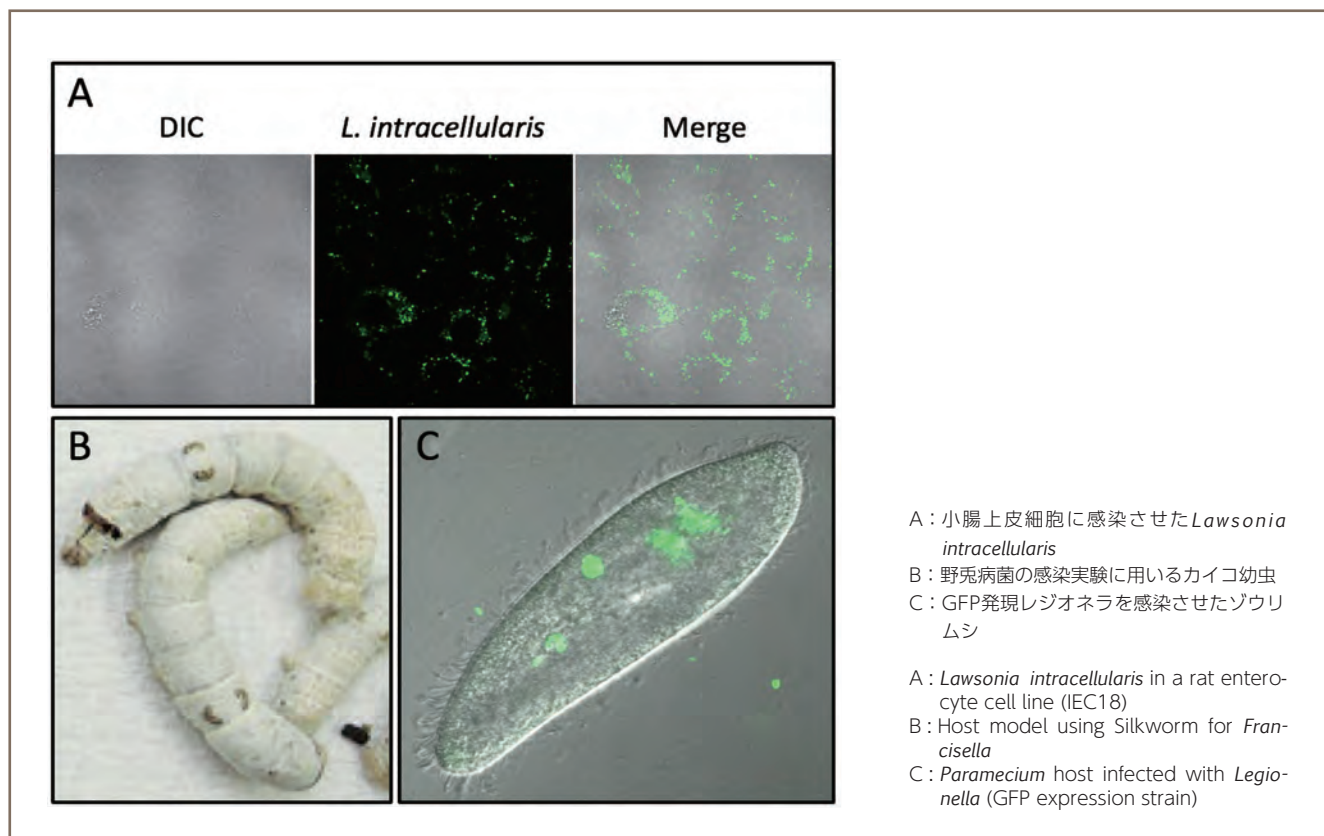 A
DIC
L. intracellularis
Merge
B
C
A：小腸上皮細胞に感染させたLawsonia
intracellularis
B：野兎病菌の感染実験に用いるカイコ幼虫
C：GFP発現レジオネラを感染させたゾウリ
ムシ
A : Lawsonia intracellularis in a rat entero-
cyte cell line (IEC18)
B : Host model using Silkworm for Fran-
cisella
C : Paramecium host infected with Legio-
nella (GFP expression strain)